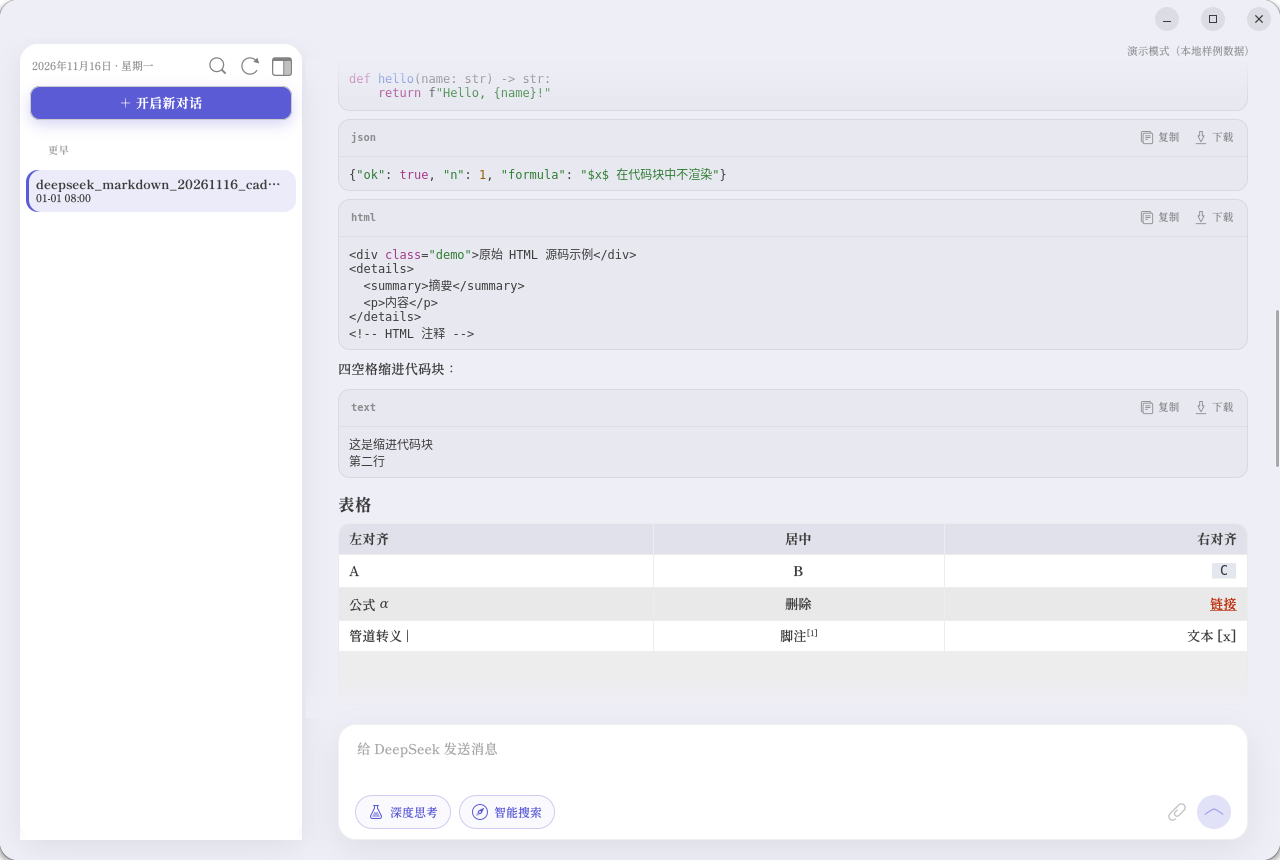 2026年11月16日 · 星期一
＋ 开启新对话
更早
deepseek_markdown_20261116_cad…
01-01 08:00
演示模式（本地样例数据）
def hello(name: str) -> str:
    return f"Hello, {name}!"
json 复制 下载
{"ok": true, "n": 1, "formula": "$x$ 在代码块中不渲染"}
html 复制 下载
<div class="demo">原始 HTML 源码示例</div>
<details>
  <summary>摘要</summary>
  <p>内容</p>
</details>
<!-- HTML 注释 -->
四空格缩进代码块：
text 复制 下载
这是缩进代码块
第二行
表格
左对齐 居中 右对齐
A B C
公式 α 删除 链接
管道转义 | 脚注[1] 文本 [x]
给 DeepSeek 发送消息
深度思考 智能搜索